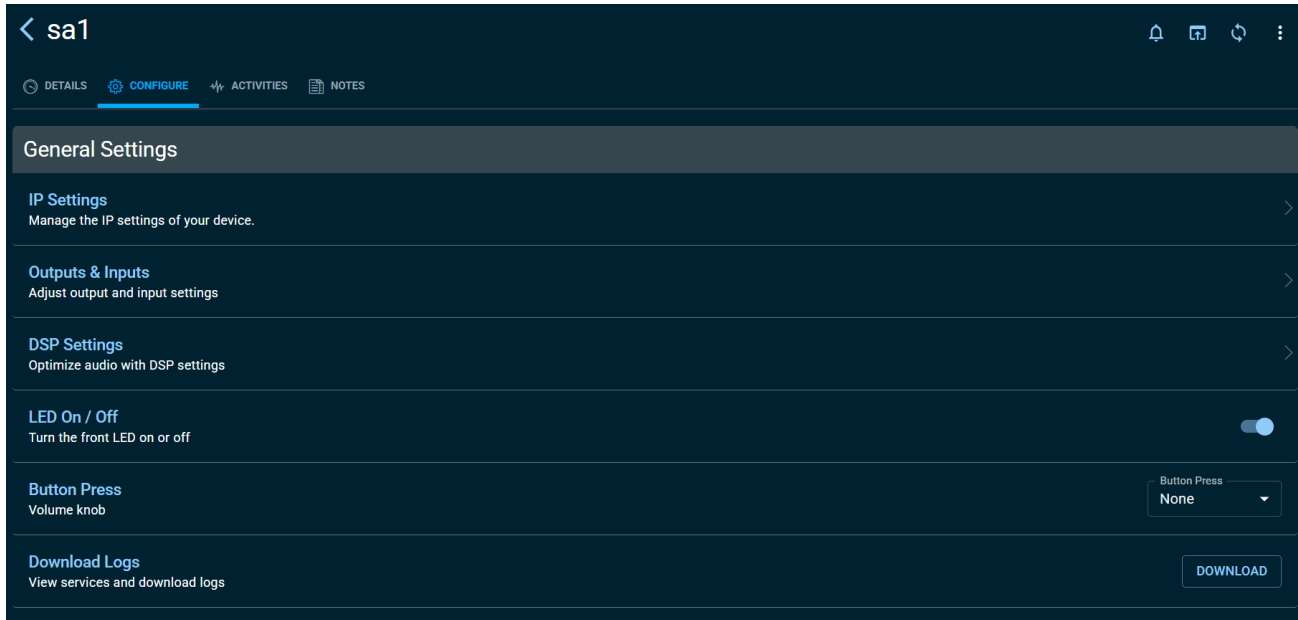 sa1
DETAILS CONFIGURE ACTIVITIES NOTES
General Settings
IP Settings
Manage the IP settings of your device.
Outputs & Inputs
Adjust output and input settings
DSP Settings
Optimize audio with DSP settings
LED On / Off
Turn the front LED on or off
Button Press
Volume knob
Button Press
None
Download Logs
View services and download logs
DOWNLOAD